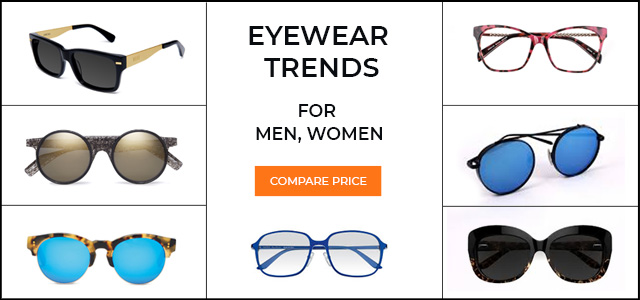 EYEWEAR
TRENDS
FOR
MEN, WOMEN
COMPARE PRICE